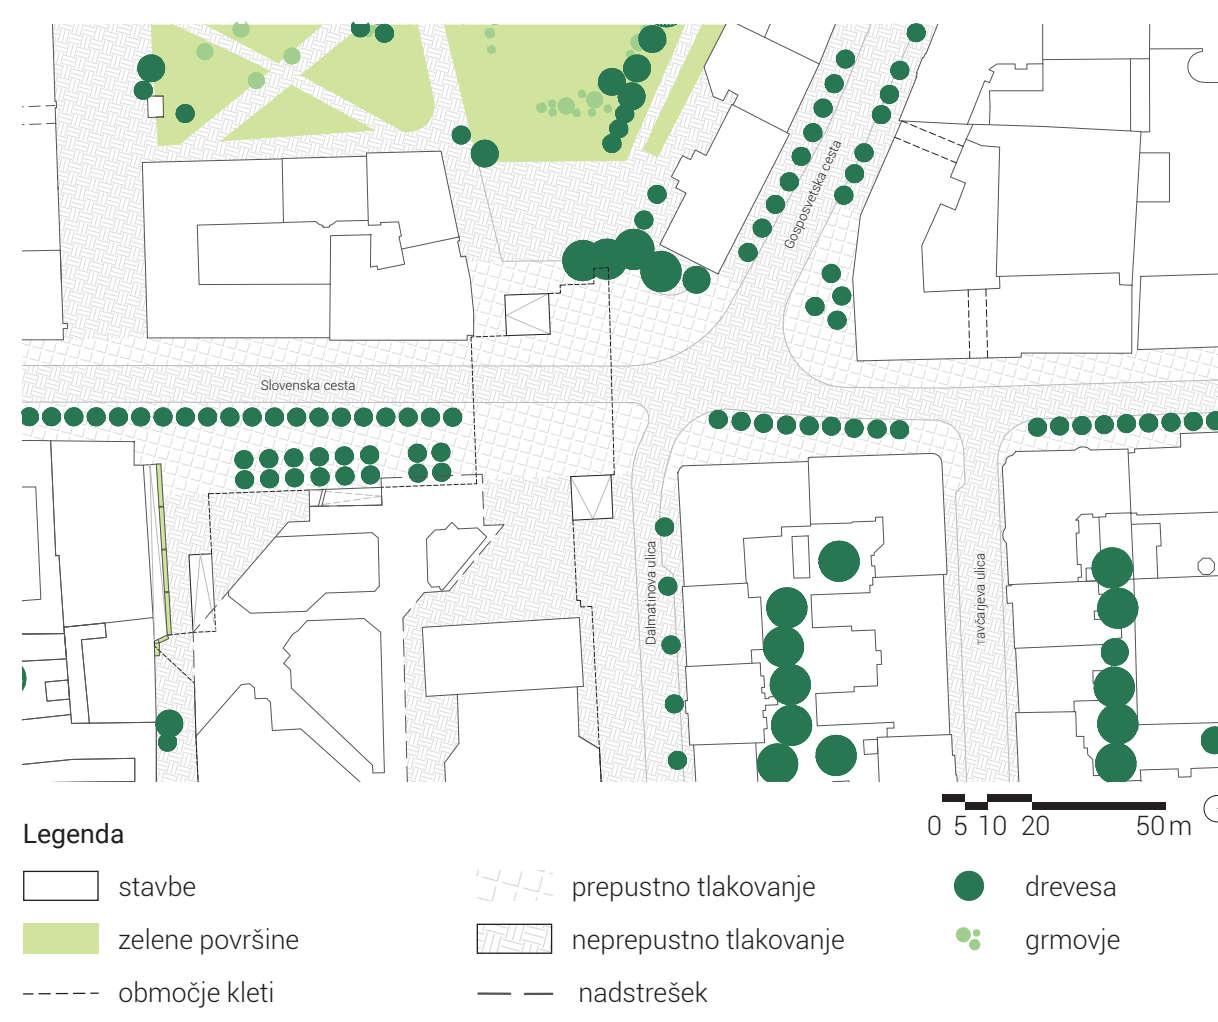 Gosposvetska cesta
Slovenska cesta
Dalmatinova ulica
Tavčarjeva ulica
0 5 10 20 50 m
Legenda
stavbe
prepustno tlakovanje
drevesa
zelene površine
neprepustno tlakovanje
grmovje
območje kleti
nadstrešek